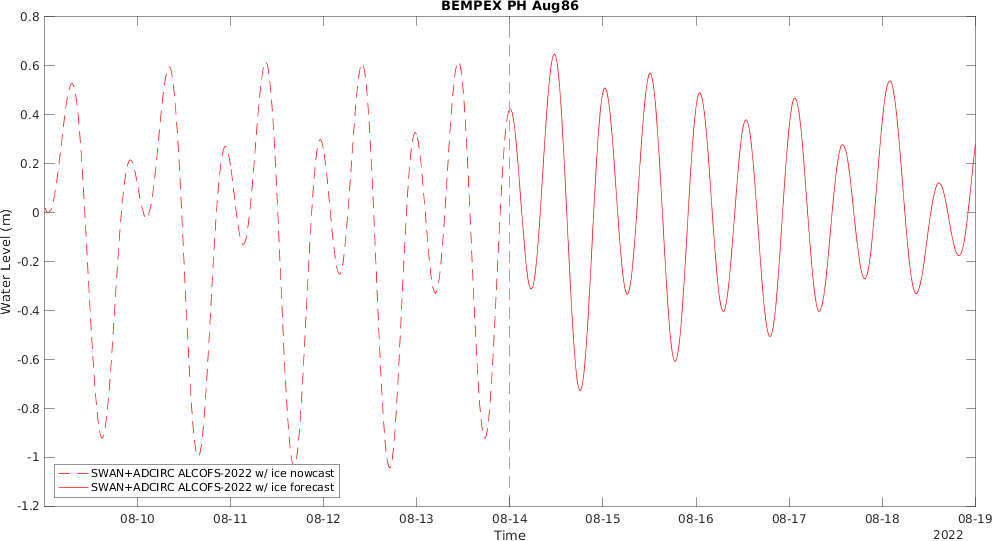 BEMPEX PH Aug86
0.8
0.6
0.4
0.2
0
-0.2
-0.4
-0.6
-0.8
-1
-1.2
Water Level (m)
SWAN+ADCIRC ALCOFS-2022 w/ ice nowcast
SWAN+ADCIRC ALCOFS-2022 w/ ice forecast
08-10 08-11 08-12 08-13 08-14 08-15 08-16 08-17 08-18 08-19
Time
2022